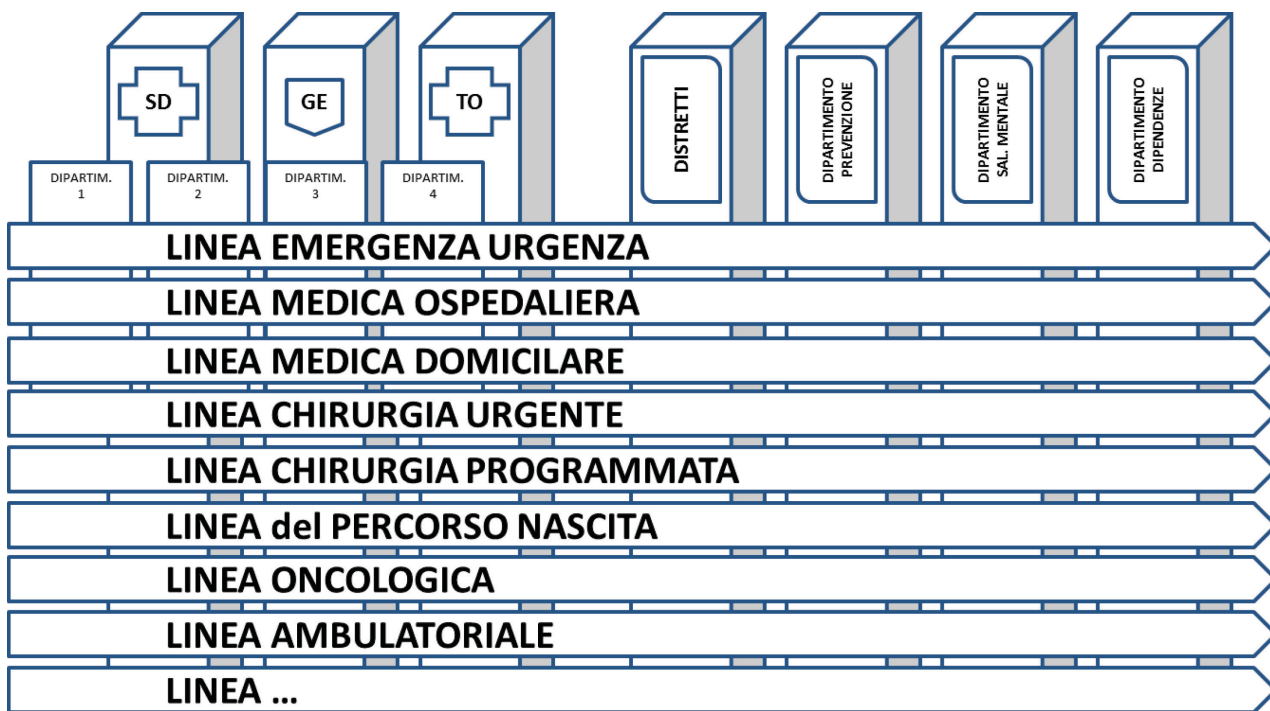 SD
GE
TO
DISTRETTI
DIPARTIMENTO
PREVENZIONE
DIPARTIMENTO
SAL. MENTALE
DIPARTIMENTO
DIPENDENZE
DIPARTIM.
1
DIPARTIM.
2
DIPARTIM.
3
DIPARTIM.
4
LINEA EMERGENZA URGENZA
LINEA MEDICA OSPEDALIERA
LINEA MEDICA DOMICILARE
LINEA CHIRURGIA URGENTE
LINEA CHIRURGIA PROGRAMMATA
LINEA del PERCORSO NASCITA
LINEA ONCOLOGICA
LINEA AMBULATORIALE
LINEA ...